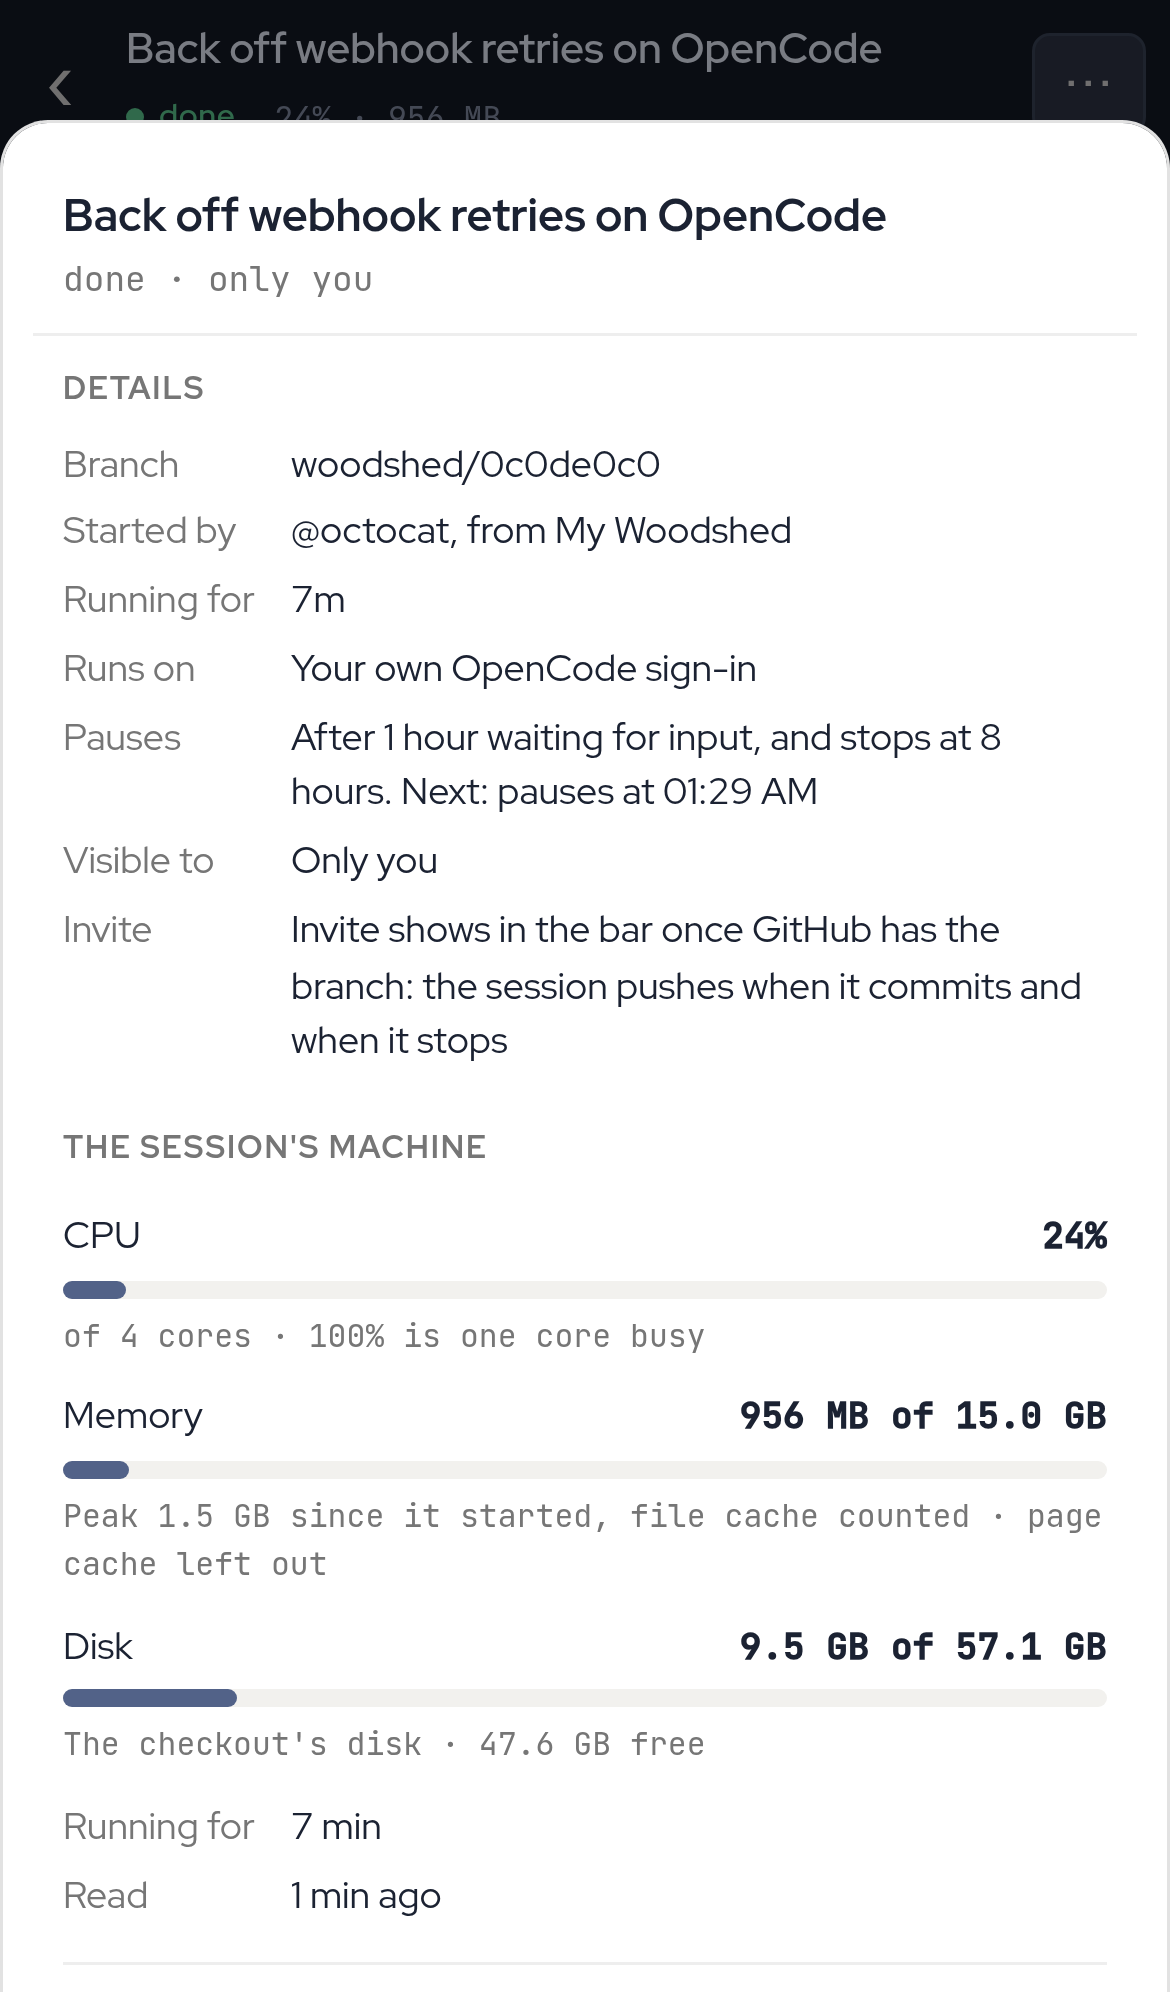 Back off webhook retries on OpenCode
...
done 24% · 956 MB
Back off webhook retries on OpenCode
done · only you
DETAILS
Branch woodshed/0c0de0c0
Started by @octocat, from My Woodshed
Running for 7m
Runs on Your own OpenCode sign-in
Pauses After 1 hour waiting for input, and stops at 8
hours. Next: pauses at 01:29 AM
Visible to Only you
Invite Invite shows in the bar once GitHub has the
branch: the session pushes when it commits and
when it stops
THE SESSION'S MACHINE
CPU 24%
of 4 cores · 100% is one core busy
Memory 956 MB of 15.0 GB
Peak 1.5 GB since it started, file cache counted · page
cache left out
Disk 9.5 GB of 57.1 GB
The checkout's disk · 47.6 GB free
Running for 7 min
Read 1 min ago